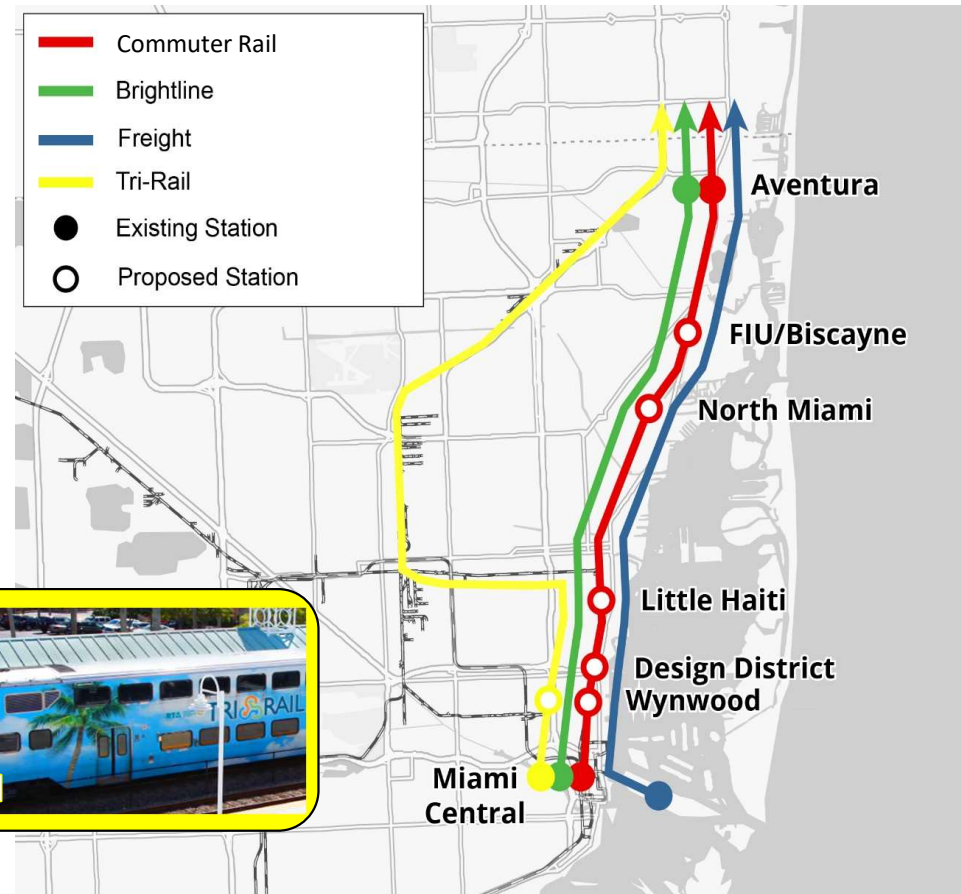 Commuter Rail
Brightline
Freight
Tri-Rail
Existing Station
Proposed Station
Aventura
FIU/Biscayne
North Miami
Little Haiti
Design District
Wynwood
Miami
Central
TRI RAIL